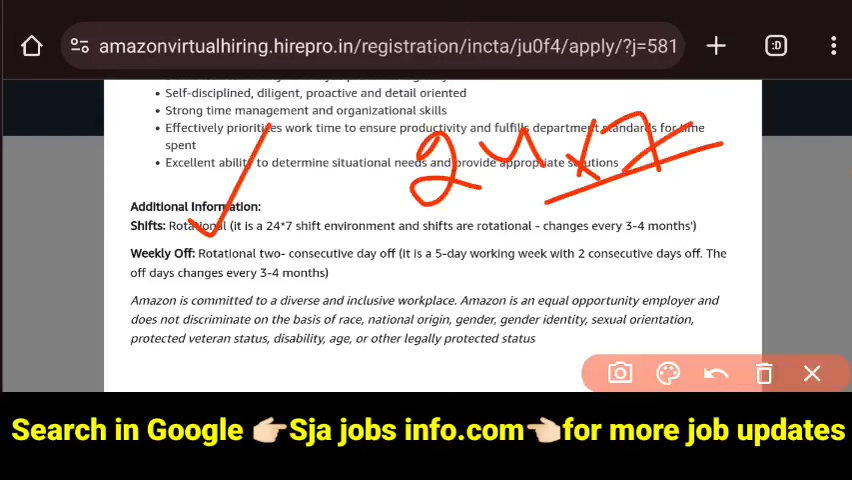 amazonvirtualhiring.hirepro.in/registration/incta/ju0f4/apply/?j=581
:D
• Self-disciplined, diligent, proactive and detail oriented
• Strong time management and organizational skills
• Effectively prioritizes work time to ensure productivity and fulfills department standards for time
spent
• Excellent ability to determine situational needs and provide appropriate solutions
24x7
Additional Information:
Shifts: Rotational (it is a 24*7 shift environment and shifts are rotational - changes every 3-4 months')
Weekly Off: Rotational two- consecutive day off (it is a 5-day working week with 2 consecutive days off. The
off days changes every 3-4 months)
Amazon is committed to a diverse and inclusive workplace. Amazon is an equal opportunity employer and
does not discriminate on the basis of race, national origin, gender, gender identity, sexual orientation,
protected veteran status, disability, age, or other legally protected status
Search in Google 👉🏻Sja jobs info.com👈🏻for more job updates